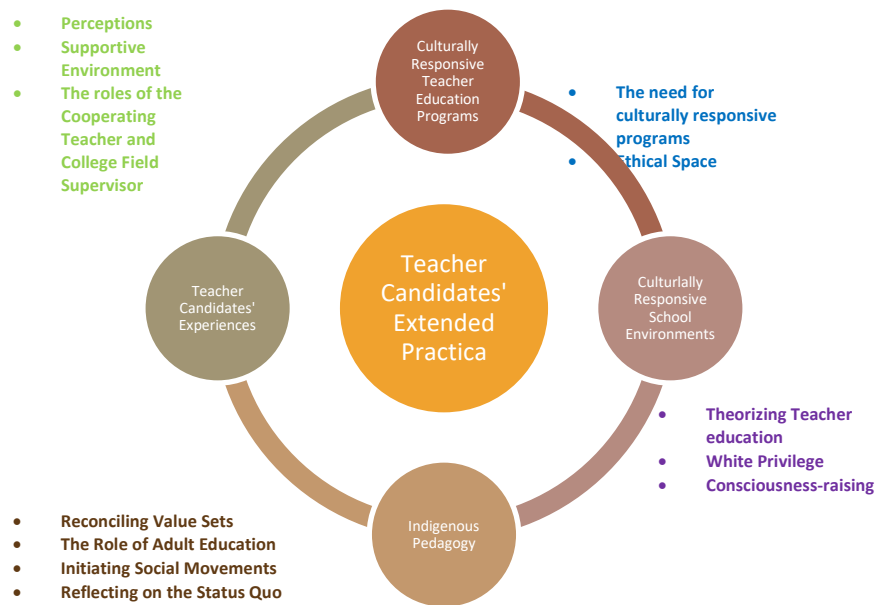 Perceptions
Supportive
Environment
The roles of the
Cooperating
Teacher and
College Field
Supervisor
Culturally
Responsive
Teacher
Education
Programs
The need for
culturally responsive
programs
Ethical Space
Teacher
Candidates'
Experiences
Teacher
Candidates'
Extended
Practica
Culturlally
Responsive
School
Environments
Theorizing Teacher
education
White Privilege
Consciousness-raising
Indigenous
Pedagogy
Reconciling Value Sets
The Role of Adult Education
Initiating Social Movements
Reflecting on the Status Quo